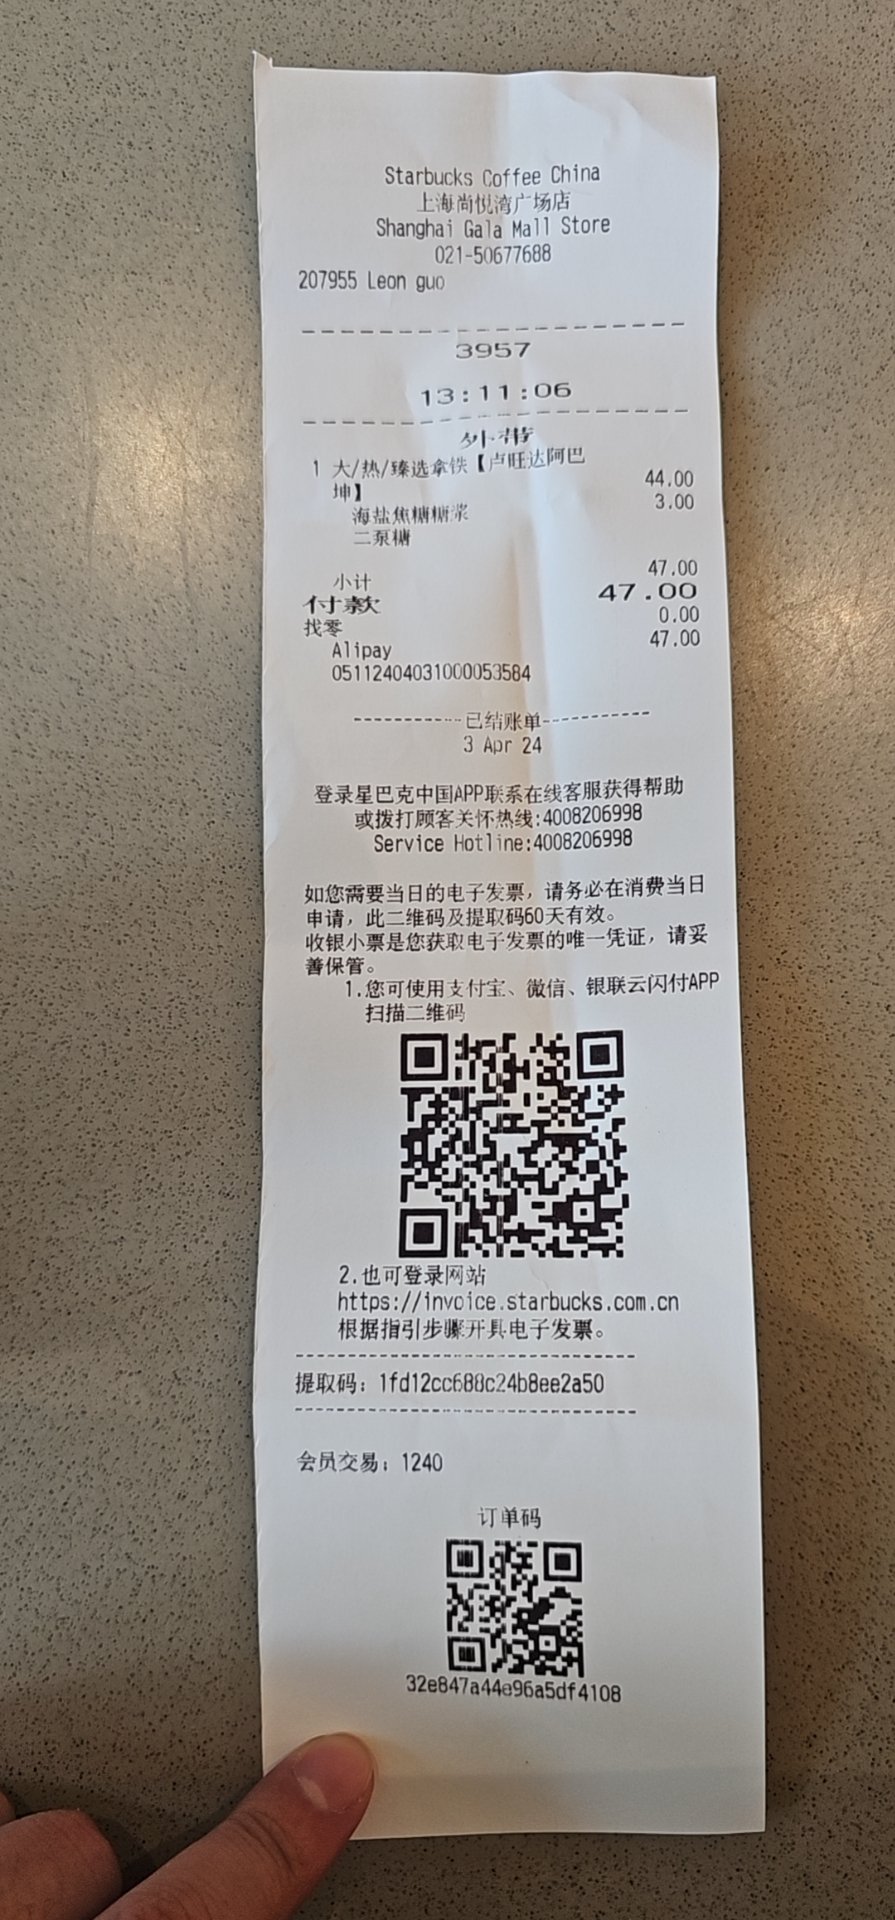 Starbucks Coffee China
上海尚悦湾广场店
Shanghai Gala Mall Store
021-50677688
207955 Leon guo
3957
13:11:06
外带
1 大/热/臻选拿铁【卢旺达阿巴
坤】 44.00
海盐焦糖糖浆 3.00
二泵糖
小计 47.00
付款 47.00
找零 0.00
Alipay 47.00
05112404031000053584
-----------已结账单-----------
3 Apr 24
登录星巴克中国APP联系在线客服获得帮助
或拨打顾客关怀热线:4008206998
Service Hotline:4008206998
如您需要当日的电子发票，请务必在消费当日
申请，此二维码及提取码60天有效。
收银小票是您获取电子发票的唯一凭证，请妥
善保管。
1.您可使用支付宝、微信、银联云闪付APP
扫描二维码
2.也可登录网站
https://invoice.starbucks.com.cn
根据指引步骤开具电子发票。
提取码：1fd12cc688c24b8ee2a50
会员交易：1240
订单码
32e847a44e96a5df4108